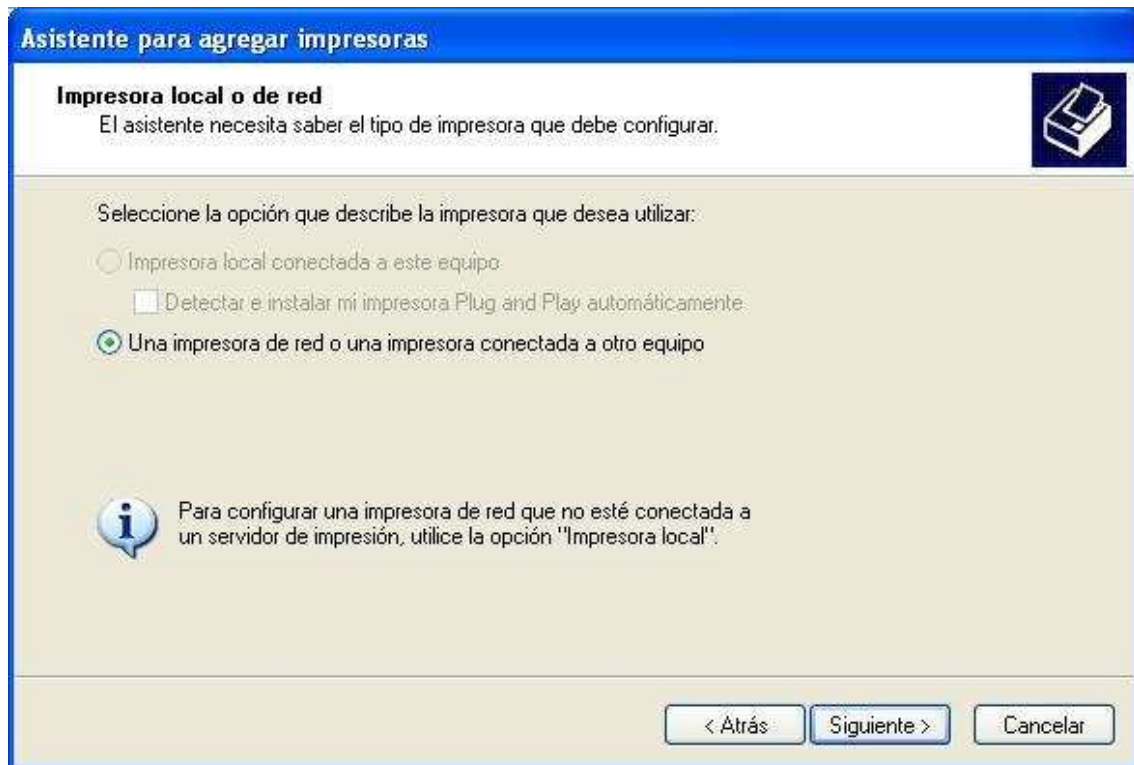 Asistente para agregar impresoras
Impresora local o de red
El asistente necesita saber el tipo de impresora que debe configurar.
Seleccione la opción que describe la impresora que desea utilizar:
Impresora local conectada a este equipo
Detectar e instalar mi impresora Plug and Play automáticamente
Una impresora de red o una impresora conectada a otro equipo
Para configurar una impresora de red que no esté conectada a
un servidor de impresión, utilice la opción "Impresora local".
< Atrás Siguiente > Cancelar